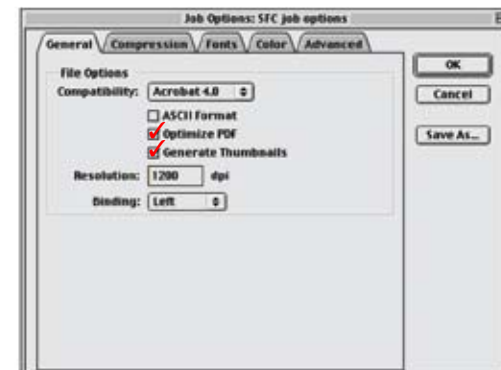 Job Options: SFC job options
General Compression Fonts Color Advanced
File Options
Compatibility: Acrobat 4.0
ASCII Format
Optimize PDF
Generate Thumbnails
Resolution: 1200 dpi
Binding: Left
OK
Cancel
Save As...